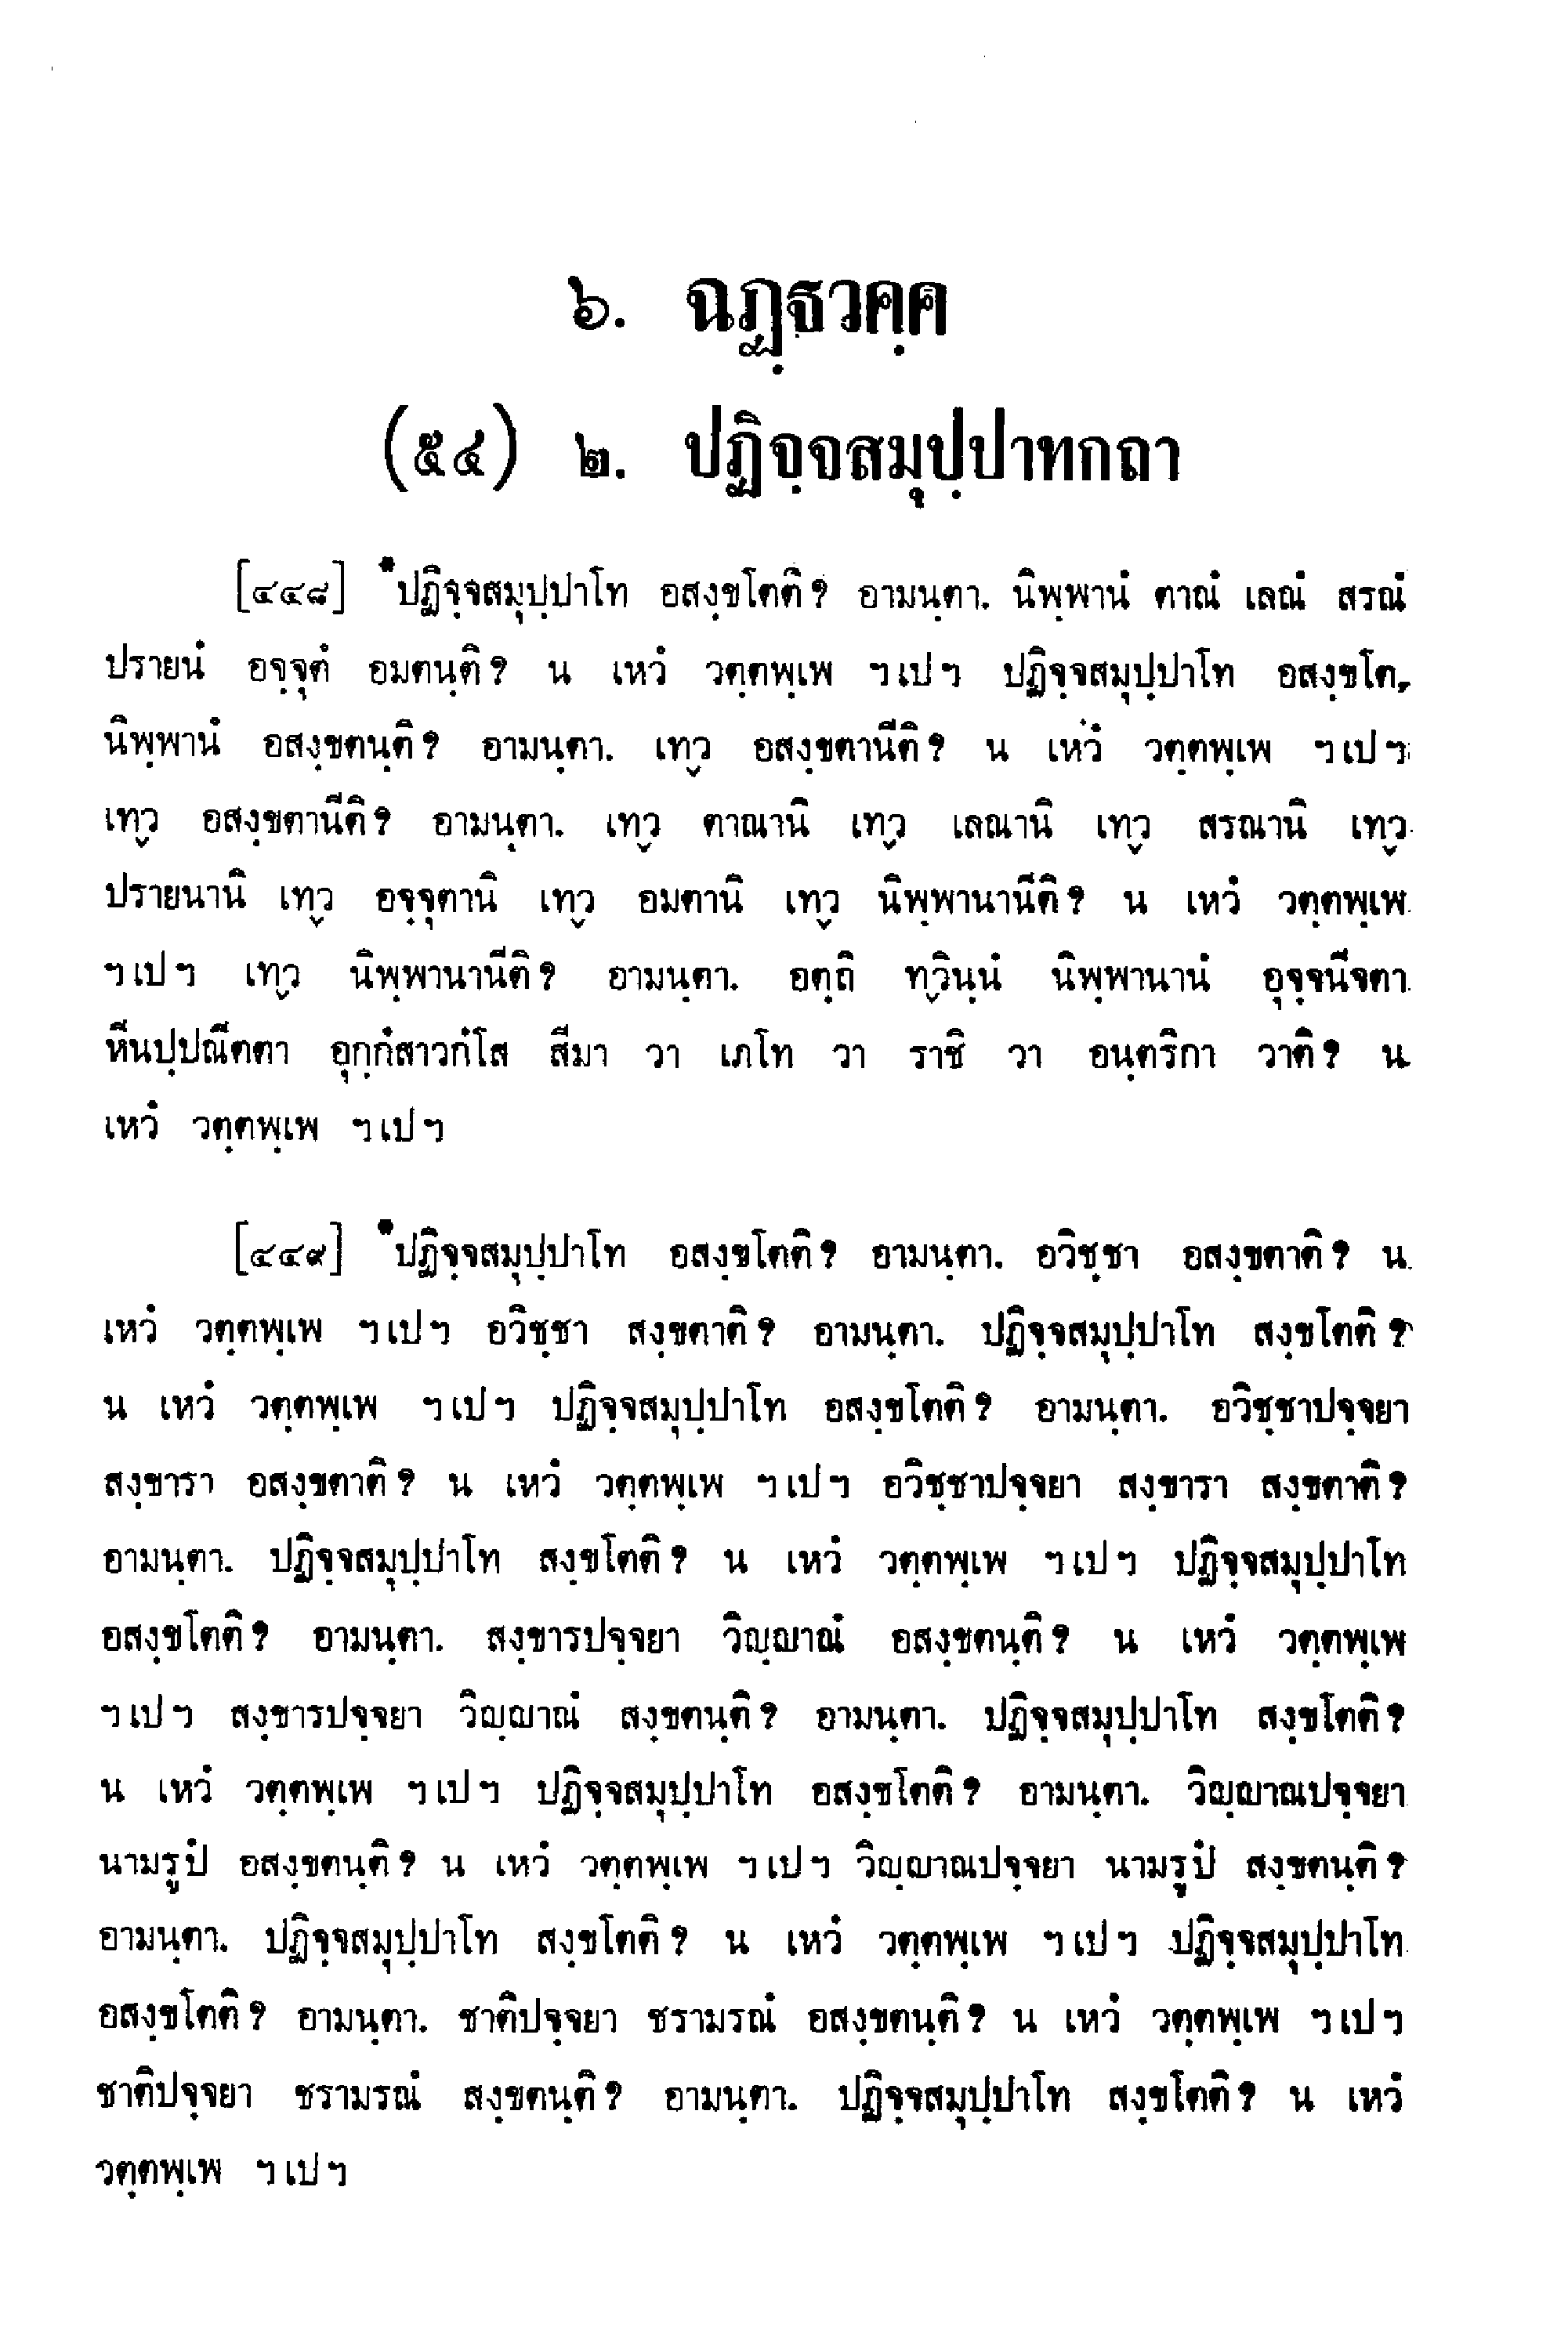 ๖. ฉฏฺฐวคฺค
(๕๔) ๒. ปฏิจฺจสมุปฺปาทกถา
[๔๔๘] *ปฏิจฺจสมุปฺปาโท อสงฺขโตติ? อามนฺตา. นิพฺพานํ ตาณํ เลณํ สรณํ
ปรายนํ อจฺจุตํ อมตนฺติ? น เหวํ วตฺตพฺเพ ฯเปฯ ปฏิจฺจสมุปฺปาโท อสงฺขโต,
นิพฺพานํ อสงฺขตนฺติ? อามนฺตา. เทฺว อสงฺขตานีติ? น เหวํ วตฺตพฺเพ ฯเปฯ
เทฺว อสงฺขตานีติ? อามนฺตา. เทฺว ตาณานิ เทฺว เลณานิ เทฺว สรณานิ เทฺว
ปรายนานิ เทฺว อจฺจุตานิ เทฺว อมตานิ เทฺว นิพฺพานานีติ? น เหวํ วตฺตพฺเพ
ฯเปฯ เทฺว นิพฺพานานีติ? อามนฺตา. อตฺถิ ทฺวินฺนํ นิพฺพานานํ อุจฺจนีจตา
หีนปฺปณีตตา อุกฺกํสาวกํโส สีมา วา เภโท วา ราชิ วา อนฺตริกา วาติ? น
เหวํ วตฺตพฺเพ ฯเปฯ
[๔๔๙] *ปฏิจฺจสมุปฺปาโท อสงฺขโตติ? อามนฺตา. อวิชฺชา อสงฺขตาติ? น
เหวํ วตฺตพฺเพ ฯเปฯ อวิชฺชา สงฺขตาติ? อามนฺตา. ปฏิจฺจสมุปฺปาโท สงฺขโตติ?
น เหวํ วตฺตพฺเพ ฯเปฯ ปฏิจฺจสมุปฺปาโท อสงฺขโตติ? อามนฺตา. อวิชฺชาปจฺจยา
สงฺขารา อสงฺขตาติ? น เหวํ วตฺตพฺเพ ฯเปฯ อวิชฺชาปจฺจยา สงฺขารา สงฺขตาติ?
อามนฺตา. ปฏิจฺจสมุปฺปาโท สงฺขโตติ? น เหวํ วตฺตพฺเพ ฯเปฯ ปฏิจฺจสมุปฺปาโท
อสงฺขโตติ? อามนฺตา. สงฺขารปจฺจยา วิญฺญาณํ อสงฺขตนฺติ? น เหวํ วตฺตพฺเพ
ฯเปฯ สงฺขารปจฺจยา วิญฺญาณํ สงฺขตนฺติ? อามนฺตา. ปฏิจฺจสมุปฺปาโท สงฺขโตติ?
น เหวํ วตฺตพฺเพ ฯเปฯ ปฏิจฺจสมุปฺปาโท อสงฺขโตติ? อามนฺตา. วิญฺญาณปจฺจยา
นามรูปํ อสงฺขตนฺติ? น เหวํ วตฺตพฺเพ ฯเปฯ วิญฺญาณปจฺจยา นามรูปํ สงฺขตนฺติ?
อามนฺตา. ปฏิจฺจสมุปฺปาโท สงฺขโตติ? น เหวํ วตฺตพฺเพ ฯเปฯ ปฏิจฺจสมุปฺปาโท
อสงฺขโตติ? อามนฺตา. ชาติปจฺจยา ชรามรณํ อสงฺขตนฺติ? น เหวํ วตฺตพฺเพ ฯเปฯ
ชาติปจฺจยา ชรามรณํ สงฺขตนฺติ? อามนฺตา. ปฏิจฺจสมุปฺปาโท สงฺขโตติ? น เหวํ
วตฺตพฺเพ ฯเปฯ